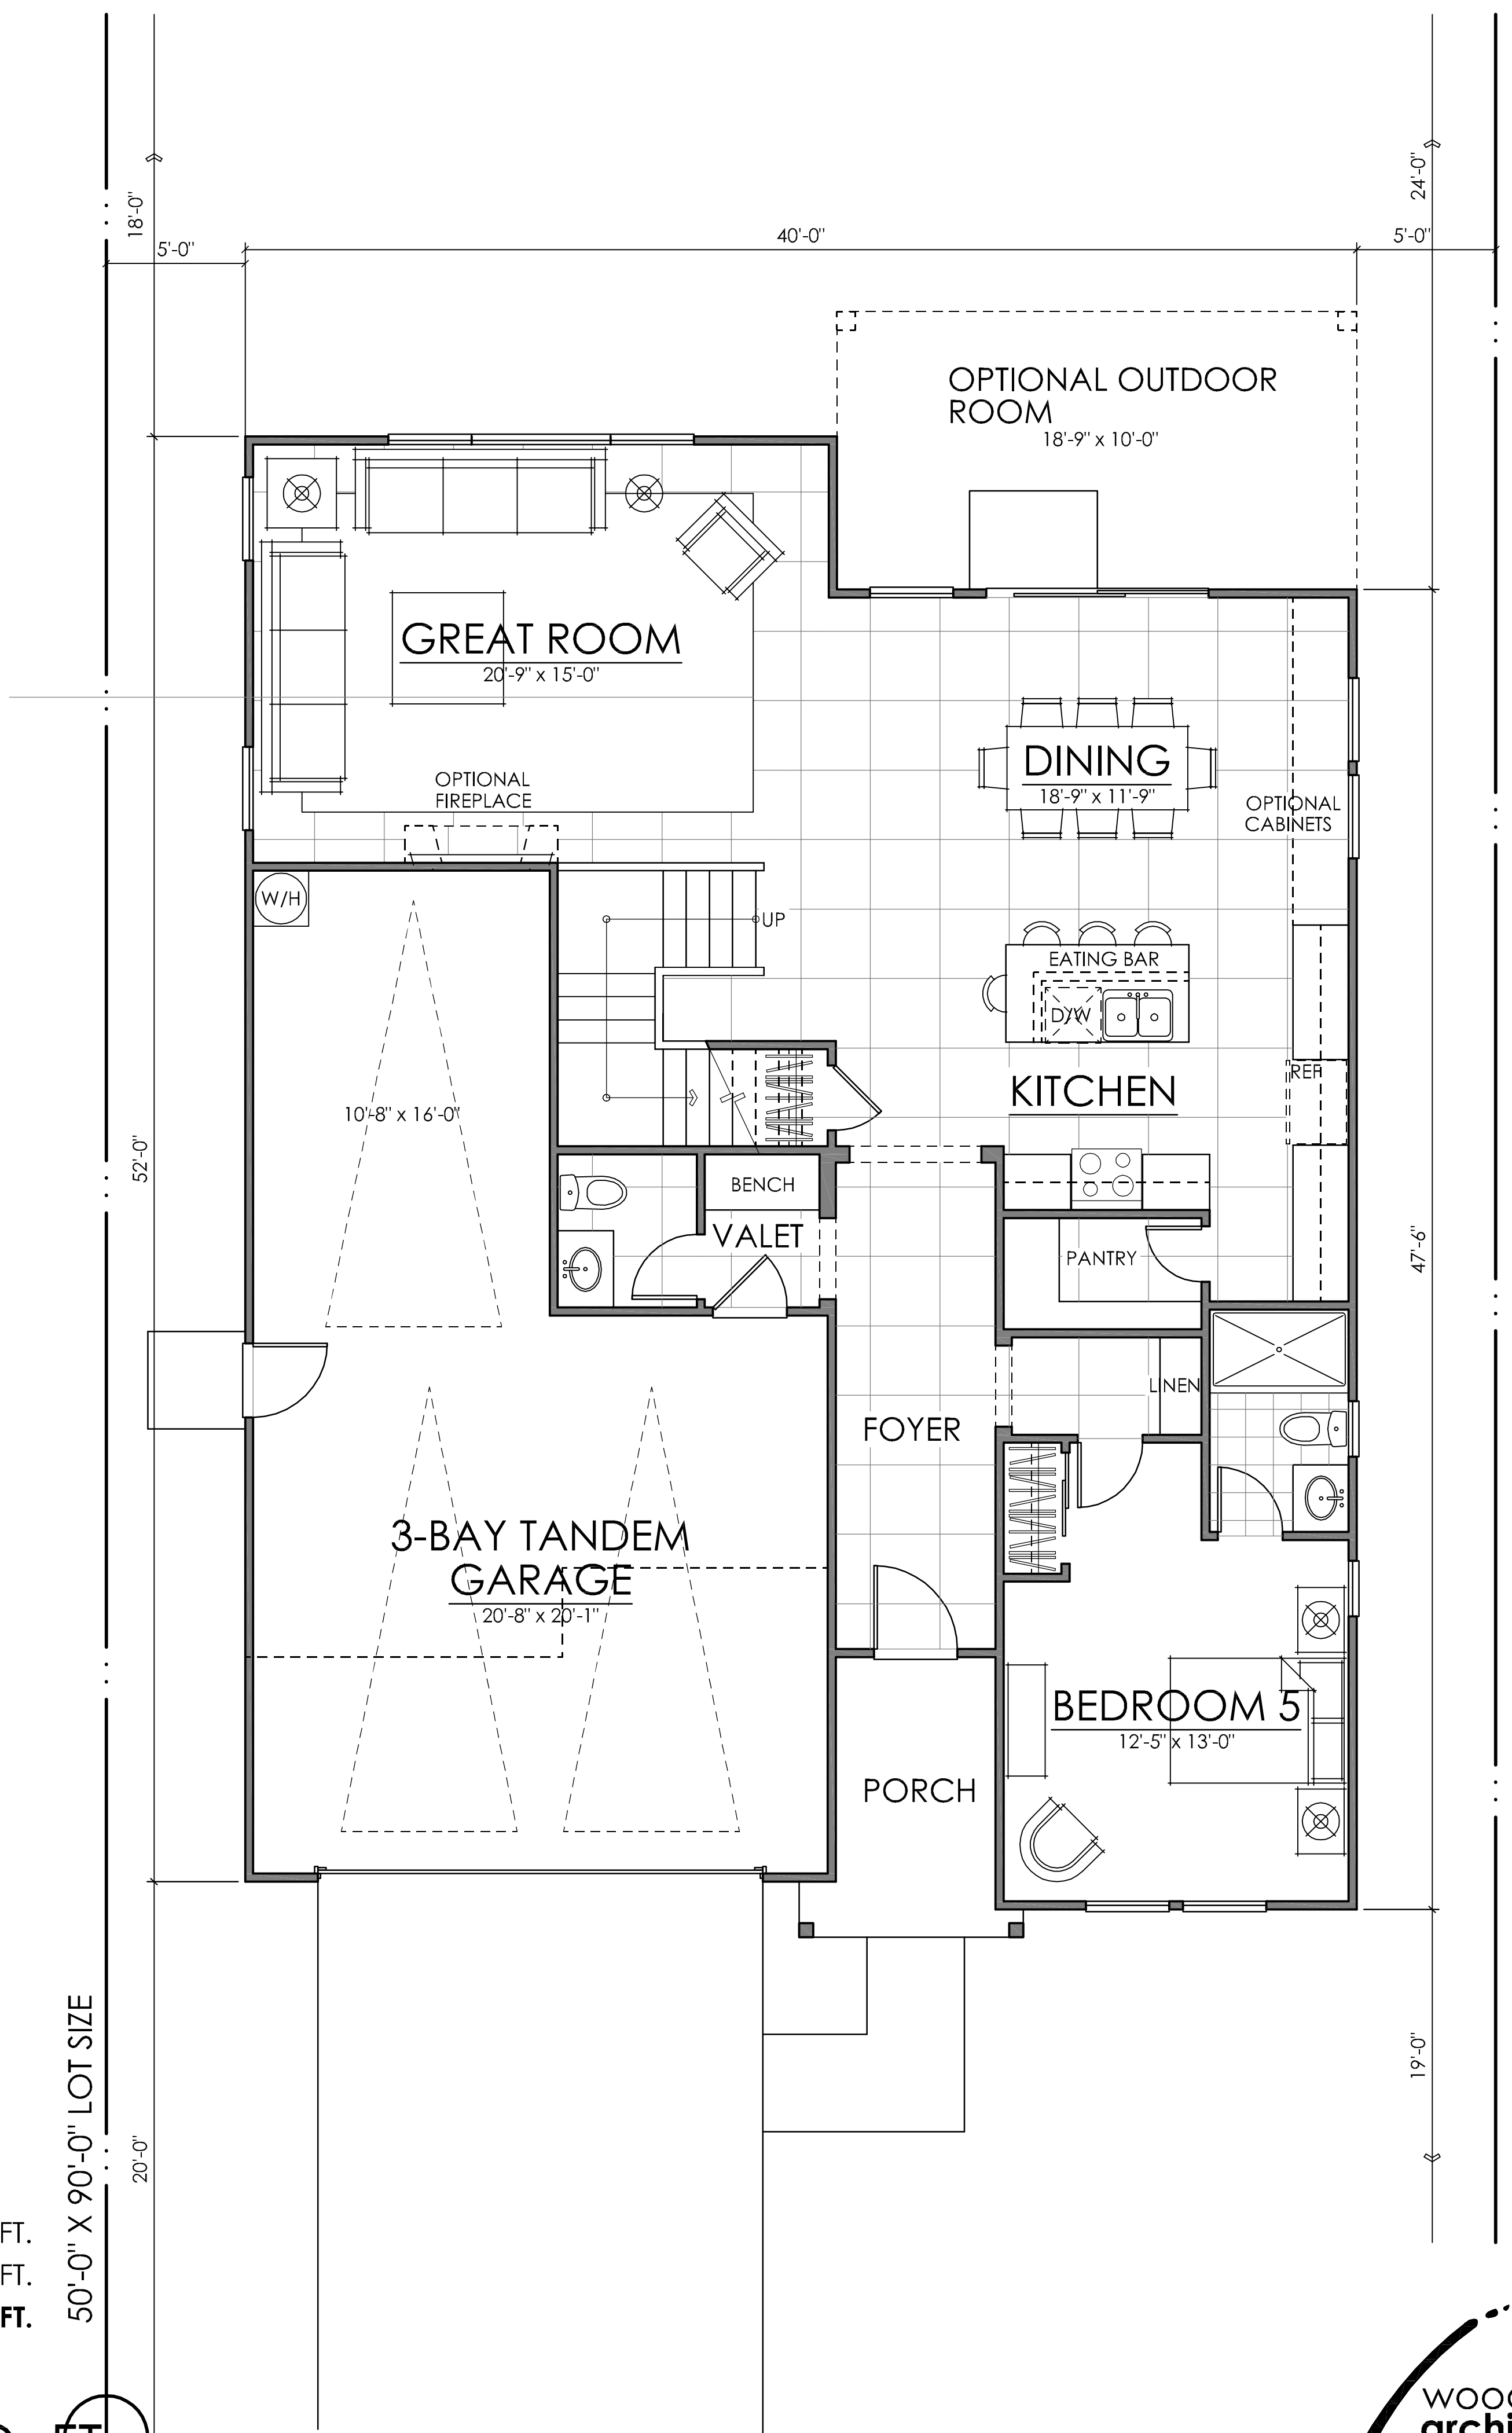 18'-0"
24'-0"
5'-0"
40'-0"
5'-0"
OPTIONAL OUTDOOR
ROOM
18'-9" x 10'-0"
GREAT ROOM
20'-9" x 15'-0"
OPTIONAL
FIREPLACE
DINING
18'-9" x 11'-9"
OPTIONAL
CABINETS
W/H
UP
EATING BAR
D/W
REF
KITCHEN
10'-8" x 16'-0"
52'-0"
BENCH
VALET
PANTRY
47'-6"
LINEN
FOYER
3-BAY TANDEM
GARAGE
20'-8" x 20'-1"
BEDROOM 5
12'-5" x 13'-0"
PORCH
50'-0" X 90'-0" LOT SIZE
20'-0"
19'-0"
FT.
FT.
FT.